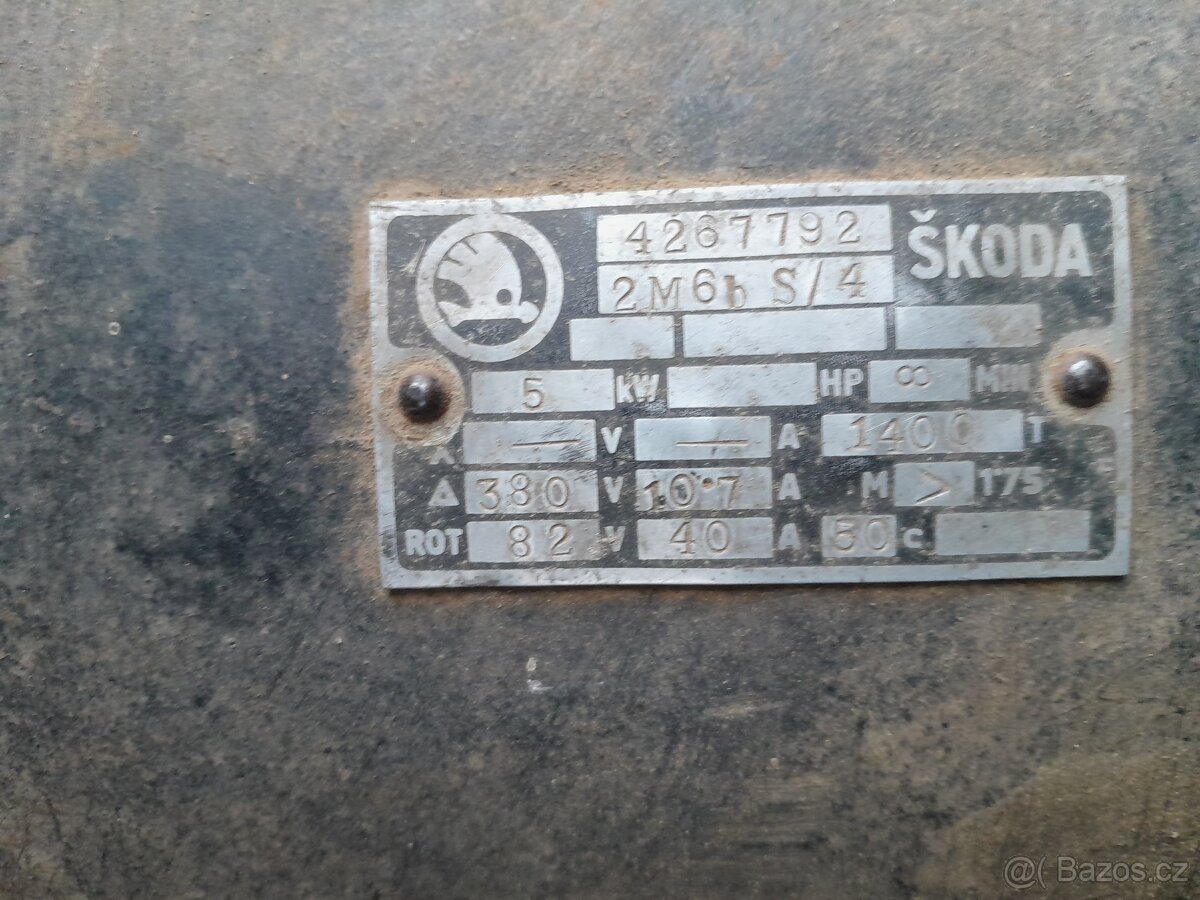 4267792 ŠKODA
2M6b S/4
5 kW HP ∞ MIN
⅄ — V — A 1400 T
△ 380 V 10·7 A M > 175
ROT 82 V 40 A 50 c
@( Bazos.cz